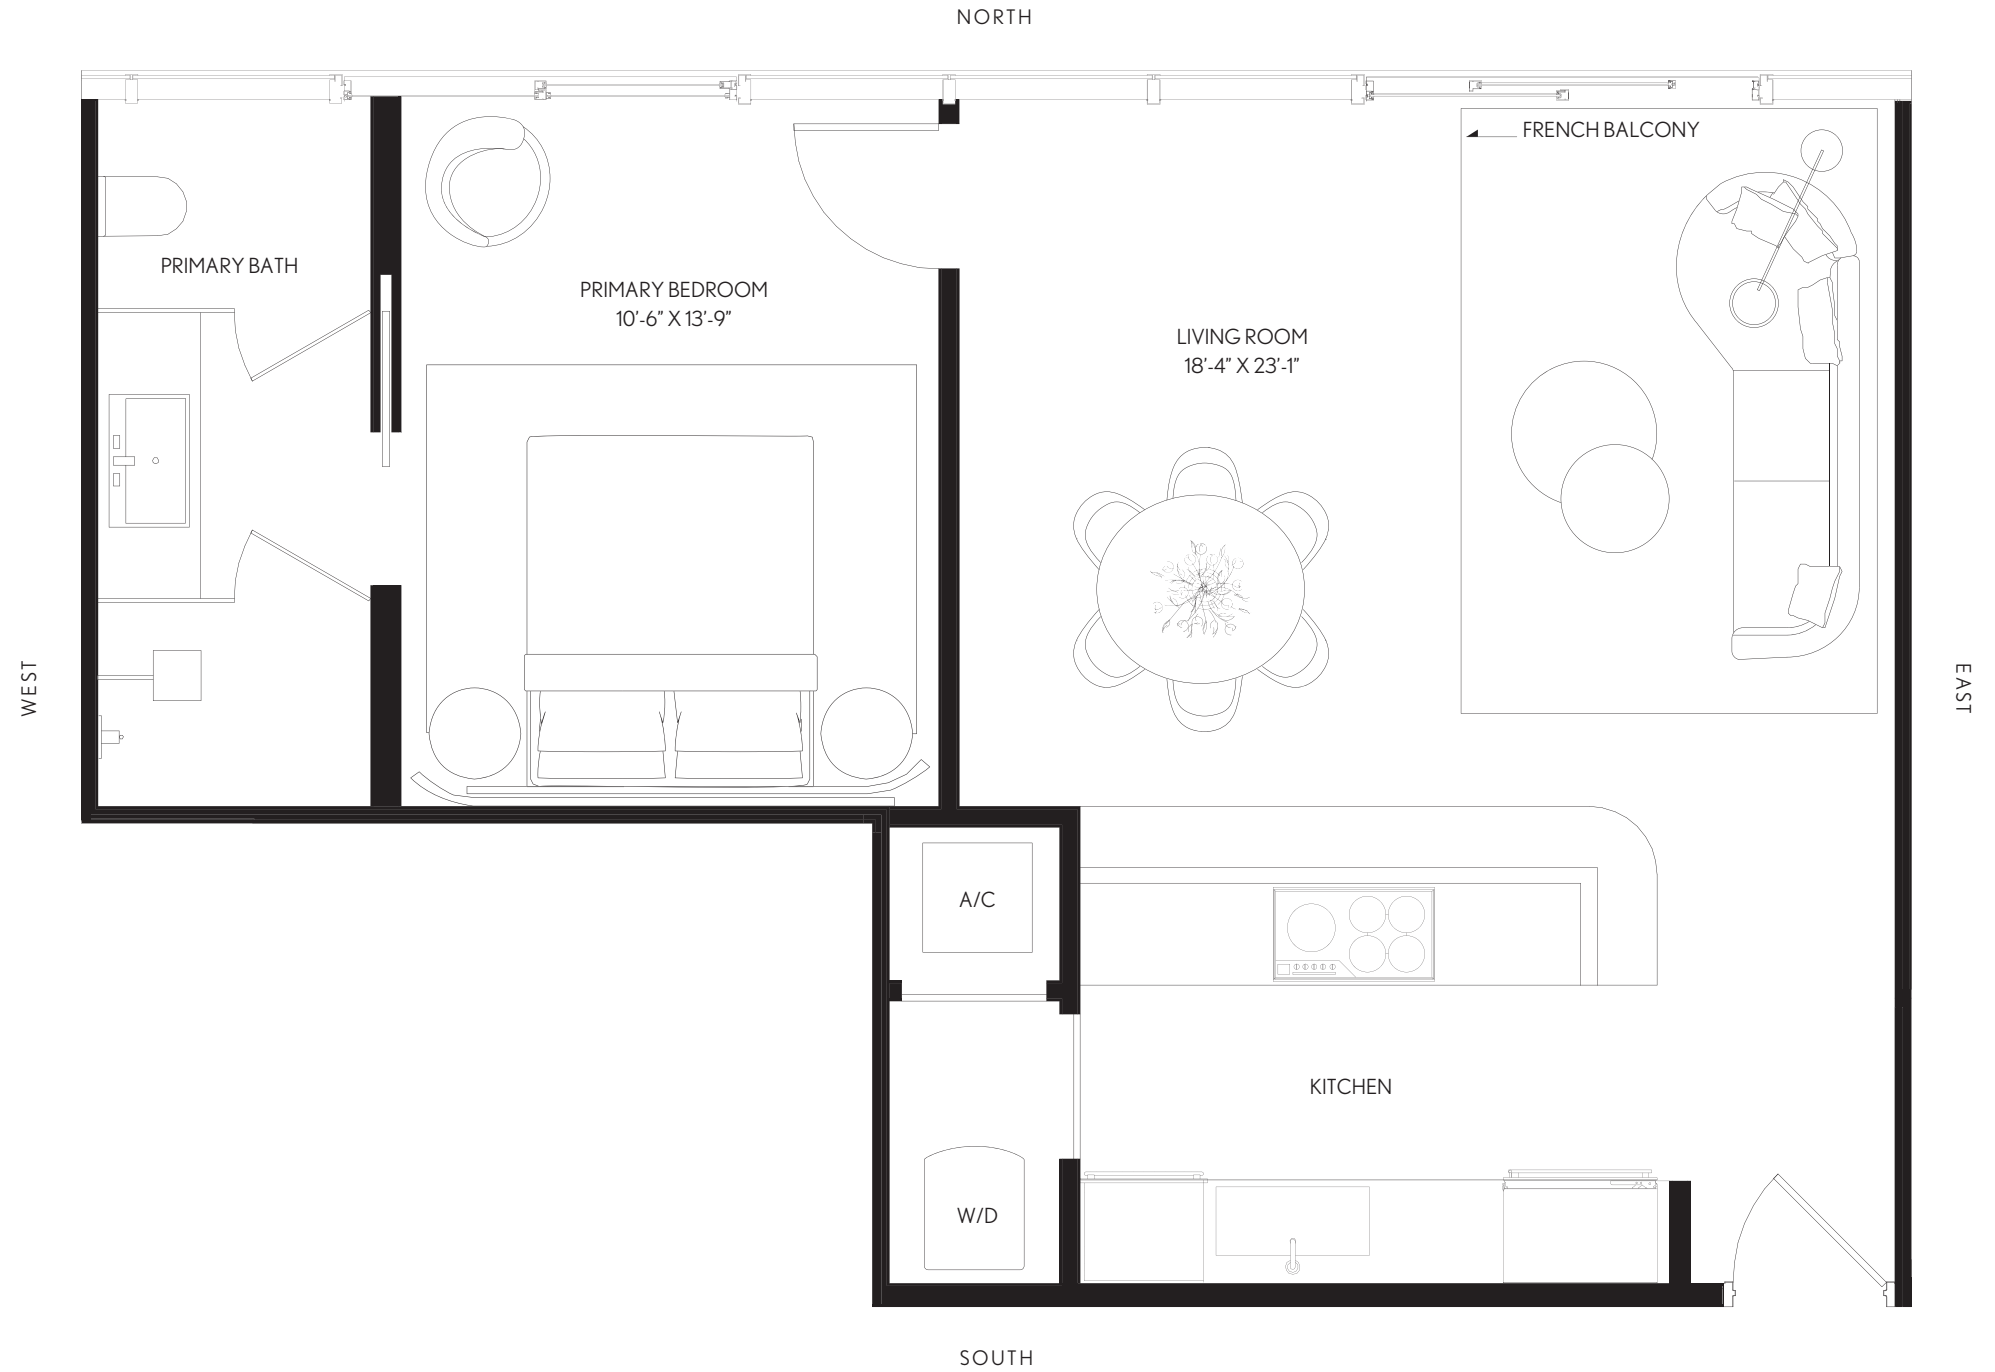 NORTH
FRENCH BALCONY
PRIMARY BATH
PRIMARY BEDROOM
10'-6" X 13'-9"
LIVING ROOM
18'-4" X 23'-1"
WEST
EAST
A/C
KITCHEN
W/D
SOUTH